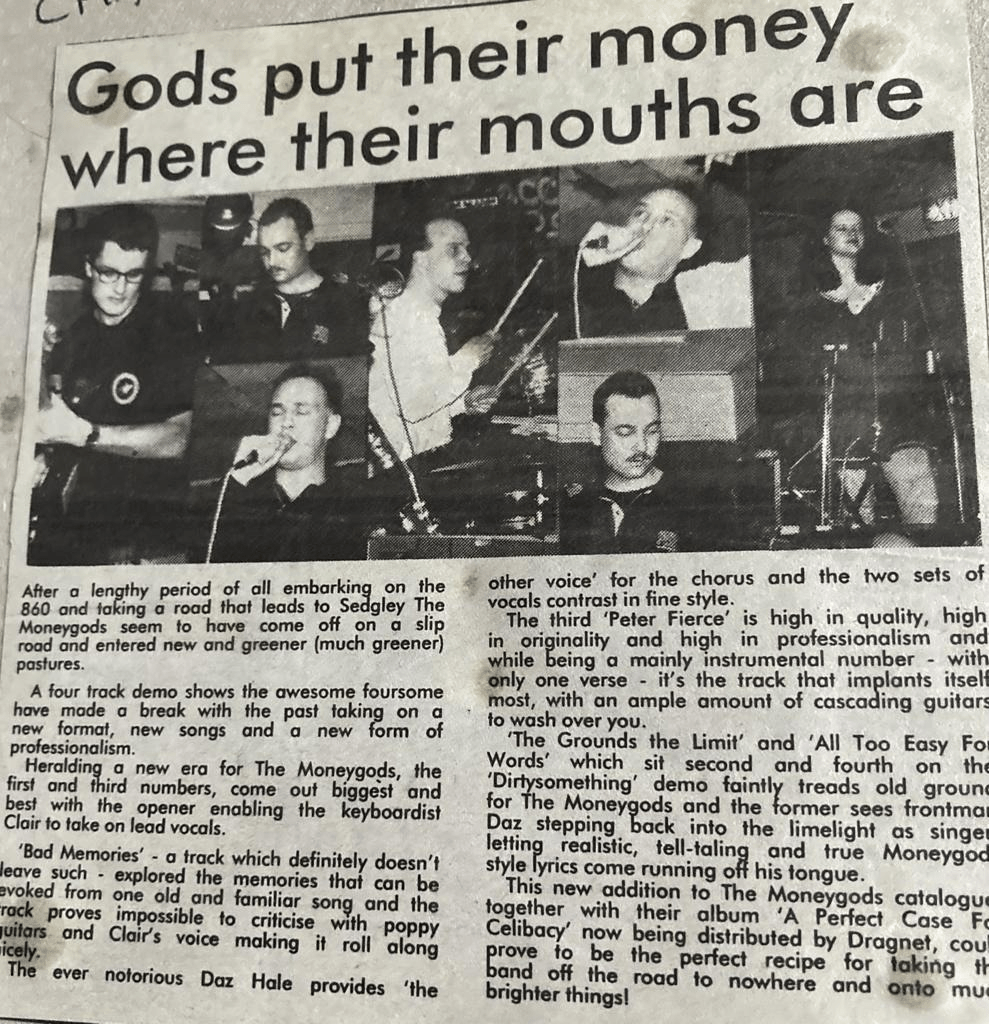 Gods put their money
where their mouths are
After a lengthy period of all embarking on the
860 and taking a road that leads to Sedgley The
Moneygods seem to have come off on a slip
road and entered new and greener (much greener)
pastures.
A four track demo shows the awesome foursome
have made a break with the past taking on a
new format, new songs and a new form of
professionalism.
Heralding a new era for The Moneygods, the
first and third numbers, come out biggest and
best with the opener enabling the keyboardist
Clair to take on lead vocals.
'Bad Memories' - a track which definitely doesn't
leave such - explored the memories that can be
evoked from one old and familiar song and the
rack proves impossible to criticise with poppy
guitars and Clair's voice making it roll along
icely.
The ever notorious Daz Hale provides 'the
other voice' for the chorus and the two sets of
vocals contrast in fine style.
The third 'Peter Fierce' is high in quality, high
in originality and high in professionalism and
while being a mainly instrumental number - with
only one verse - it's the track that implants itself
most, with an ample amount of cascading guitars
to wash over you.
'The Grounds the Limit' and 'All Too Easy For
Words' which sit second and fourth on the
'Dirtysomething' demo faintly treads old ground
for The Moneygods and the former sees frontman
Daz stepping back into the limelight as singer
letting realistic, tell-taling and true Moneygod
style lyrics come running off his tongue.
This new addition to The Moneygods catalogue
together with their album 'A Perfect Case Fo
Celibacy' now being distributed by Dragnet, coul
prove to be the perfect recipe for taking th
band off the road to nowhere and onto muc
brighter things!